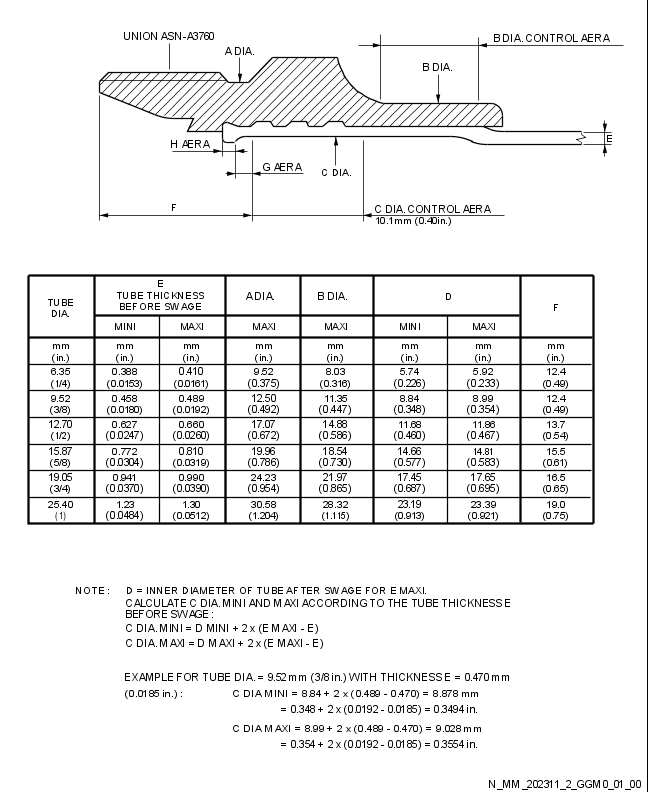 UNION ASN-A3760
A DIA.
B DIA. CONTROL AERA
B DIA.
E
H AERA
G AERA
C DIA.
F
C DIA. CONTROL AERA
10.1mm (0.40in.)
TUBE DIA. E TUBE THICKNESS BEFORE SWAGE A DIA. B DIA. D F
MINI MAXI MAXI MAXI MINI MAXI
mm mm mm mm mm mm mm mm
(in.) (in.) (in.) (in.) (in.) (in.) (in.) (in.)
6.35 0.388 0.410 9.52 8.03 5.74 5.92 12.4
(1/4) (0.0153) (0.0161) (0.375) (0.316) (0.226) (0.233) (0.49)
9.52 0.458 0.489 12.50 11.35 8.84 8.99 12.4
(3/8) (0.0180) (0.0192) (0.492) (0.447) (0.348) (0.354) (0.49)
12.70 0.627 0.660 17.07 14.88 11.68 11.86 13.7
(1/2) (0.0247) (0.0260) (0.672) (0.586) (0.460) (0.467) (0.54)
15.87 0.772 0.810 19.96 18.54 14.66 14.81 15.5
(5/8) (0.0304) (0.0319) (0.786) (0.730) (0.577) (0.583) (0.61)
19.05 0.941 0.990 24.23 21.97 17.45 17.65 16.5
(3/4) (0.0370) (0.0390) (0.954) (0.865) (0.687) (0.695) (0.65)
25.40 1.23 1.30 30.58 28.32 23.19 23.39 19.0
(1) (0.0484) (0.0512) (1.204) (1.115) (0.913) (0.921) (0.75)
NOTE : D = INNER DIAMETER OF TUBE AFTER SWAGE FOR E MAXI.
CALCULATE C DIA. MINI AND MAXI ACCORDING TO THE TUBE THICKNESS E
BEFORE SWAGE :
C DIA. MINI = D MINI + 2 x (E MAXI - E)
C DIA. MAXI = D MAXI + 2 x (E MAXI - E)
EXAMPLE FOR TUBE DIA. = 9.52 mm (3/8 in.) WITH THICKNESS E = 0.470 mm
(0.0185 in.) : C DIA MINI = 8.84 + 2 x (0.489 - 0.470) = 8.878 mm
= 0.348 + 2 x (0.0192 - 0.0185) = 0.3494 in.
C DIA MAXI = 8.99 + 2 x (0.489 - 0.470) = 9.028 mm
= 0.354 + 2 x (0.0192 - 0.0185) = 0.3554 in.
N_MM_202311_2_GGM0_01_00